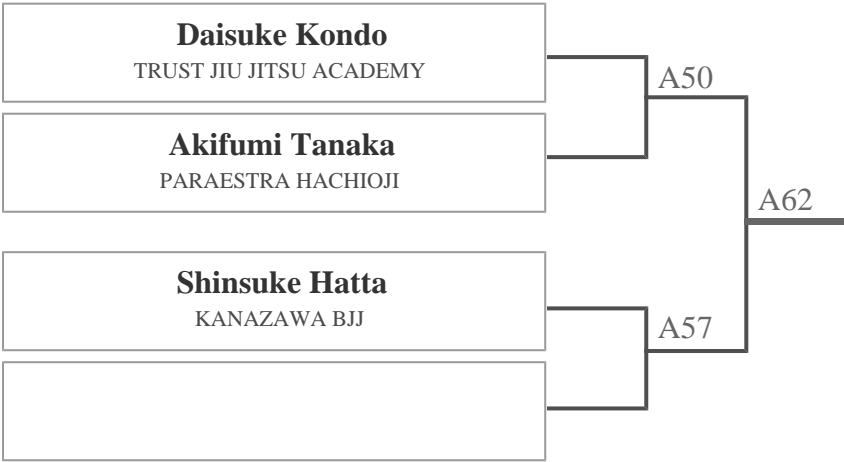 Daisuke Kondo
TRUST JIU JITSU ACADEMY
A50
Akifumi Tanaka
PARAESTRA HACHIOJI
A62
Shinsuke Hatta
KANAZAWA BJJ
A57